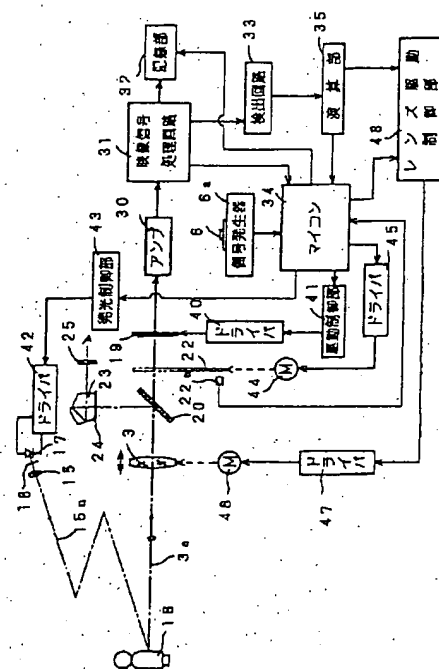 32
記録部
33
検出回路
35
演算部
レンズ駆動
制御部
48
31
映像信号
処理回路
6
6a
信号発生器
34
マイコン
43
発光制御部
30
アンプ
45
ドライバ
41
駆動制御部
40
ドライバ
42
ドライバ
25
19
22
22a
44
M
23
24
20
17
16
15
15a
3
3a
48
M
47
ドライバ
18